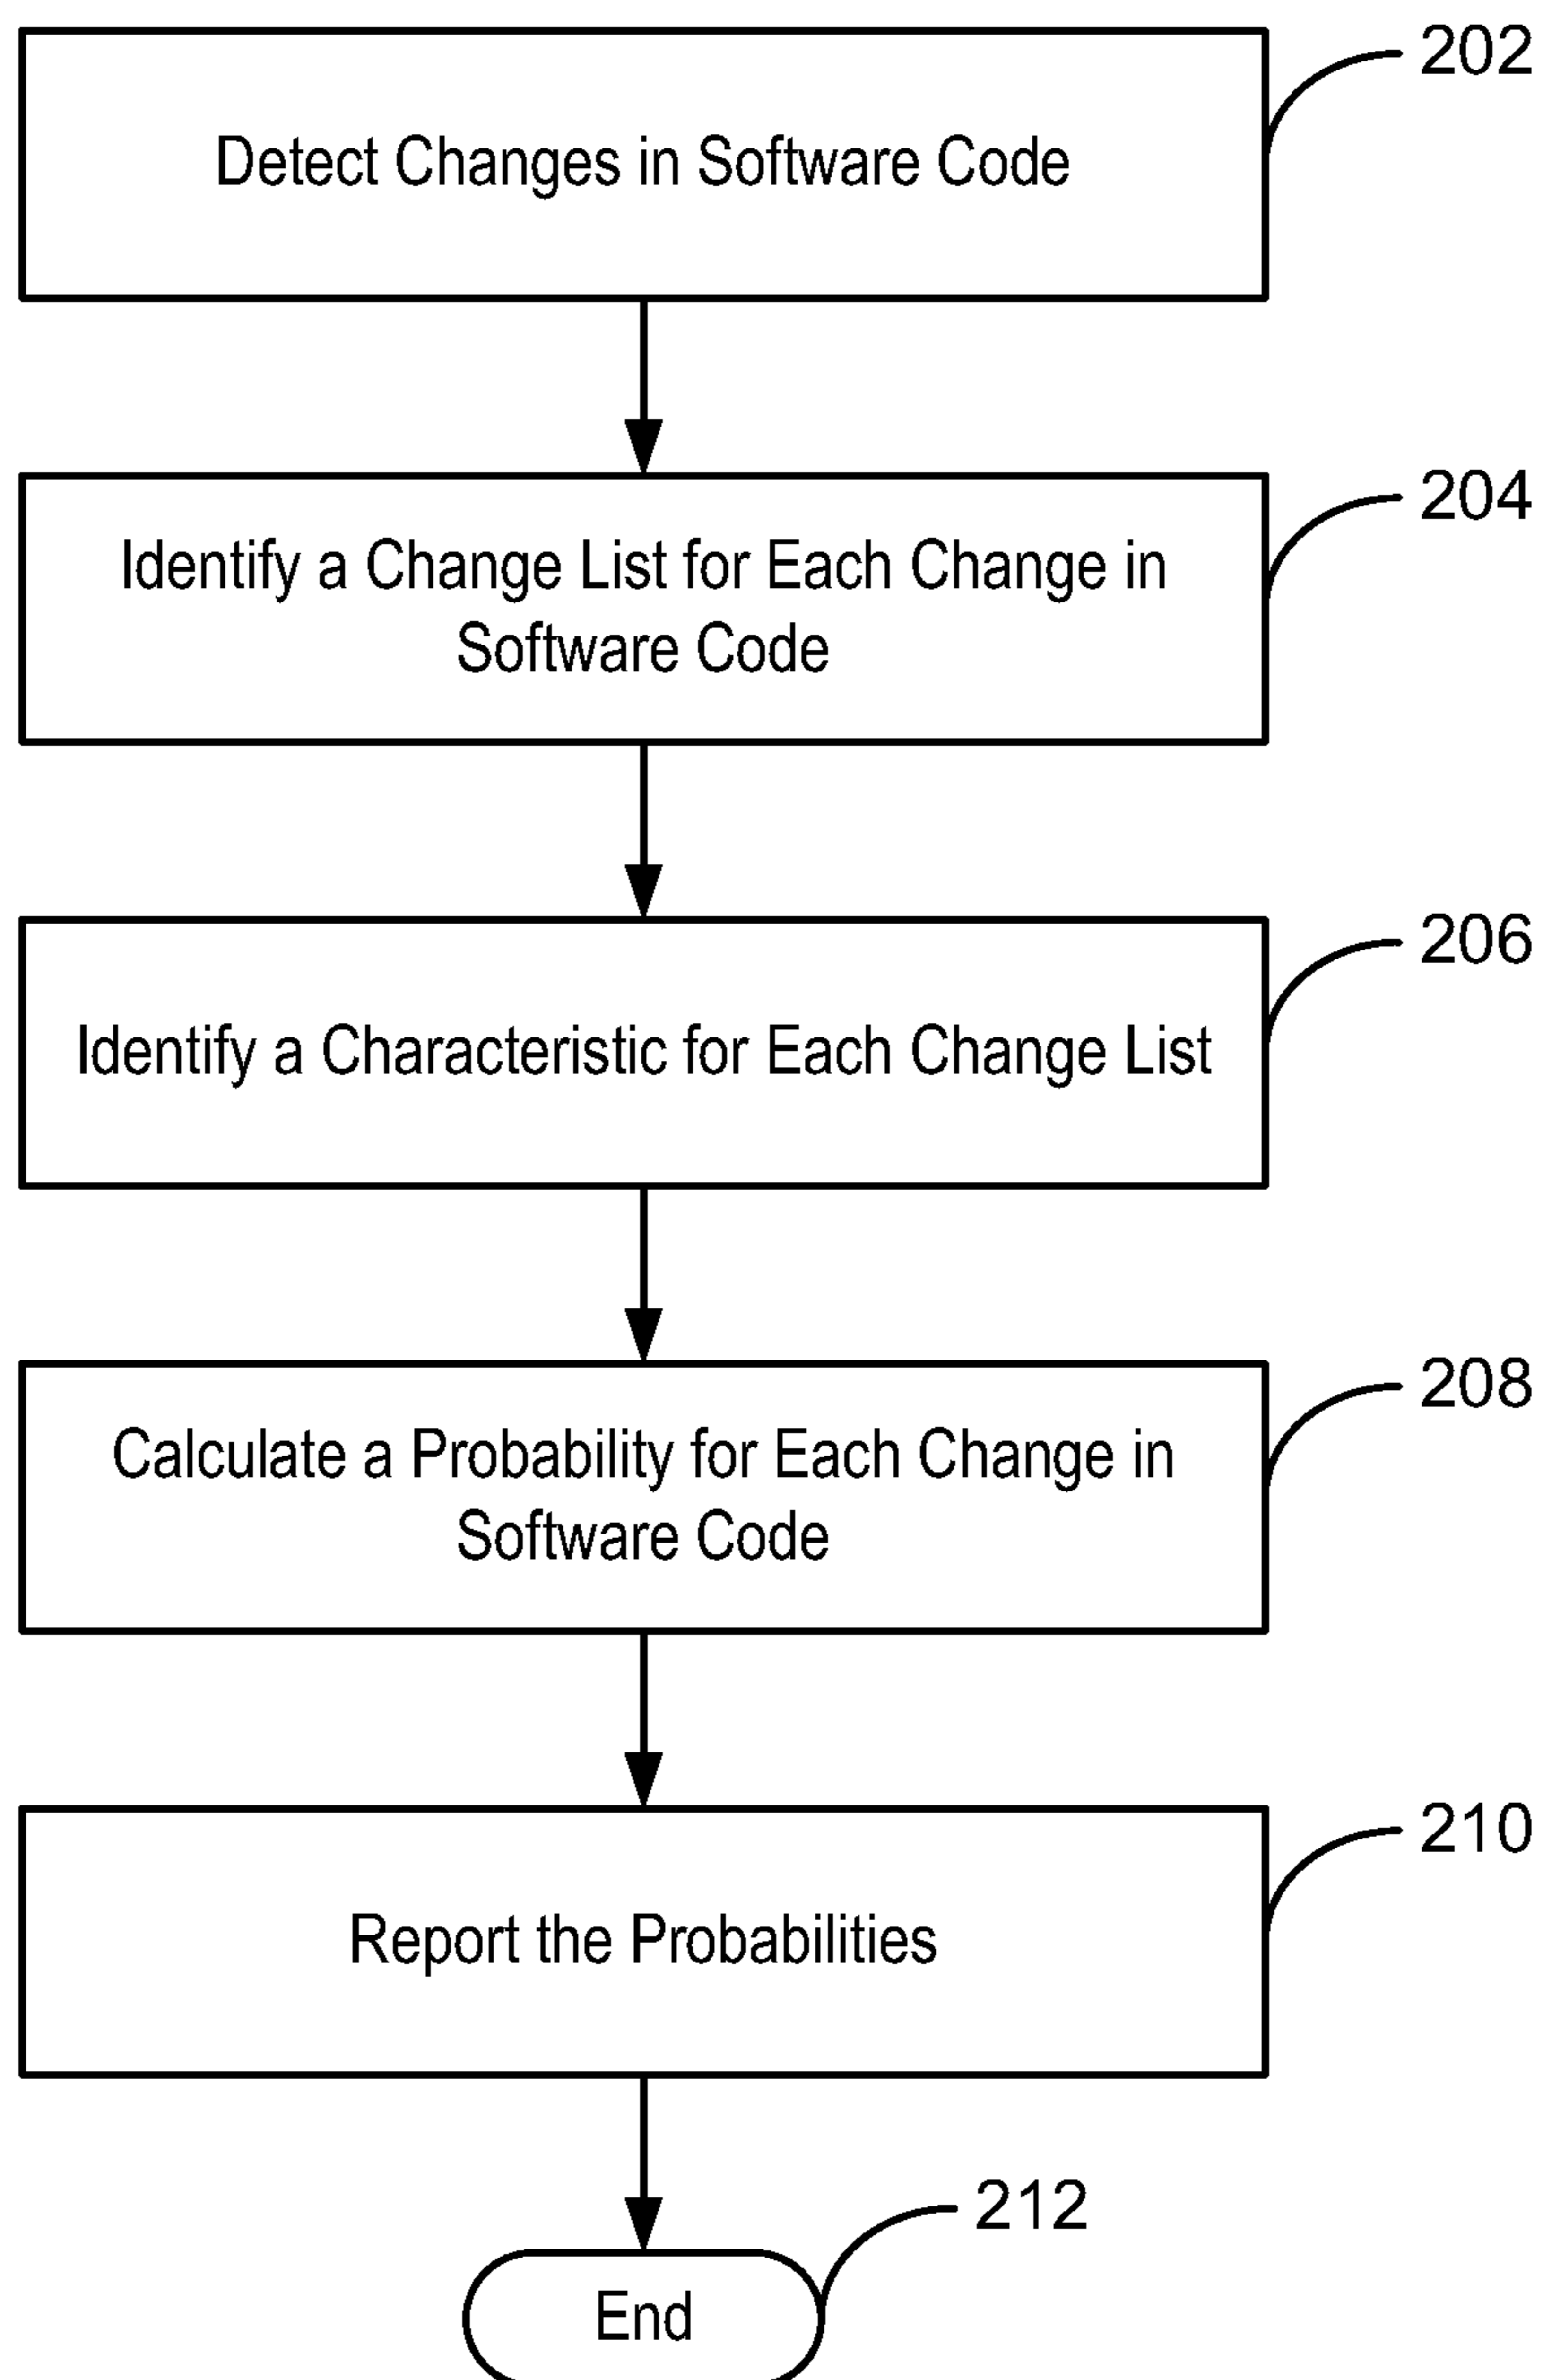 202
Detect Changes in Software Code
204
Identify a Change List for Each Change in
Software Code
206
Identify a Characteristic for Each Change List
208
Calculate a Probability for Each Change in
Software Code
210
Report the Probabilities
212
End